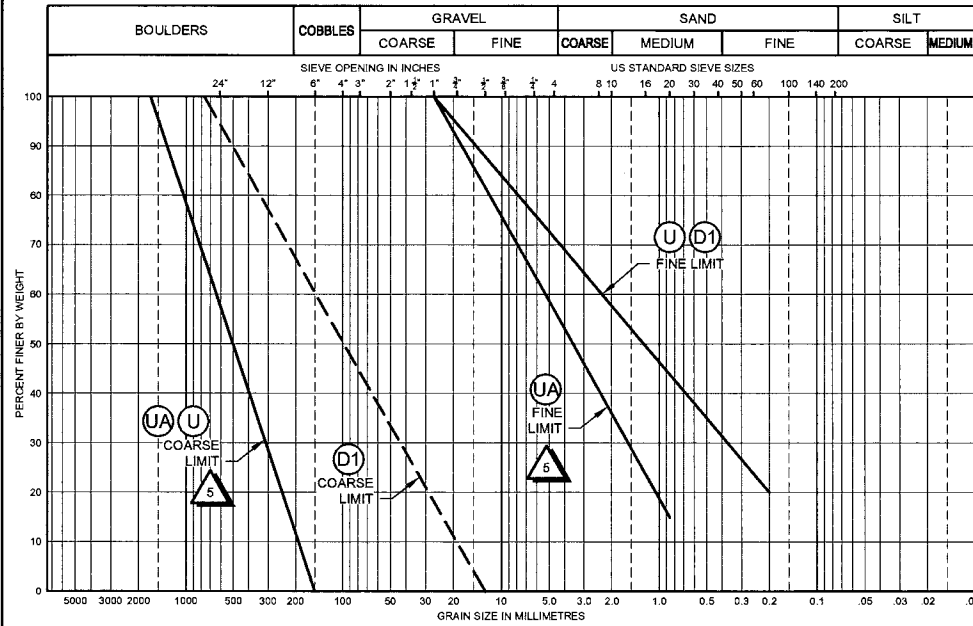 BOULDERS COBBLES GRAVEL SAND SILT
COARSE FINE COARSE MEDIUM FINE COARSE MEDIUM
SIEVE OPENING IN INCHES US STANDARD SIEVE SIZES
24" 12" 6" 4" 3" 2" 1 1/2" 1" 3/4" 1/2" 3/8" 1/4" 4 8 10 16 20 30 40 50 60 100 140 200
100
90
80
70
60
50
40
30
20
10
0
PERCENT FINER BY WEIGHT
U D1
FINE LIMIT
UA
FINE
LIMIT
5
UA U
COARSE
LIMIT
5
D1
COARSE
LIMIT
5000 3000 2000 1000 500 300 200 100 50 30 20 10 5.0 3.0 2.0 1.0 0.5 0.3 0.2 0.1 .05 .03 .02
GRAIN SIZE IN MILLIMETRES